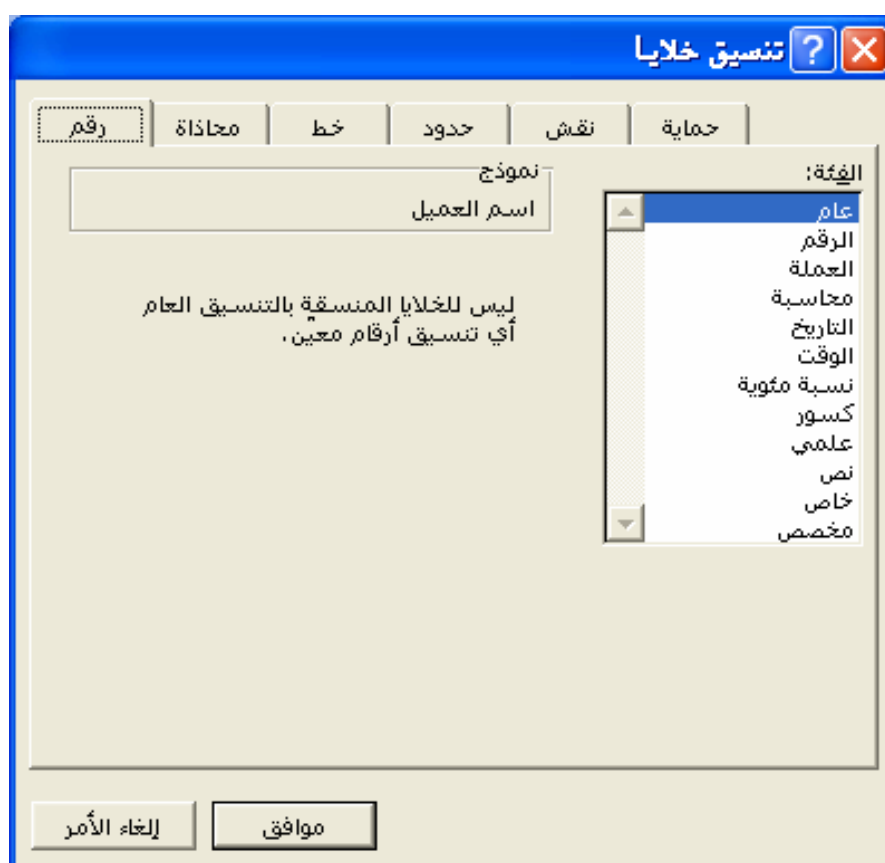 تنسيق خلايا
رقم
محاذاة
خط
حدود
نقش
حماية
الفئة:
عام
الرقم
العملة
محاسبة
التاريخ
الوقت
نسبة مئوية
كسور
علمي
نص
خاص
مخصص
نموذج
اسم العميل
ليس للخلايا المنسقة بالتنسيق العام
أي تنسيق أرقام معين.
موافق
إلغاء الأمر